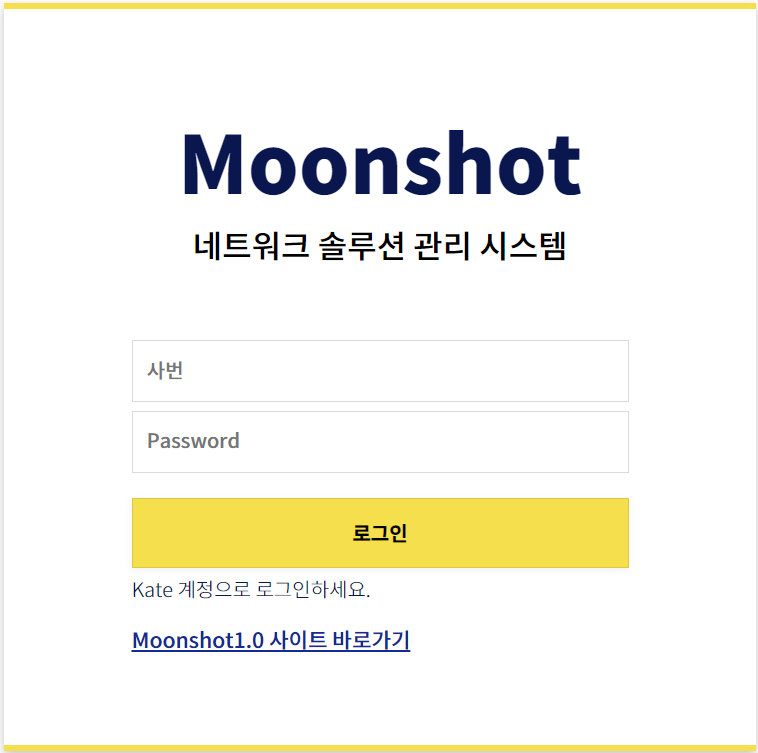 Moonshot
네트워크 솔루션 관리 시스템
사번
Password
로그인
Kate 계정으로 로그인하세요.
Moonshot1.0 사이트 바로가기